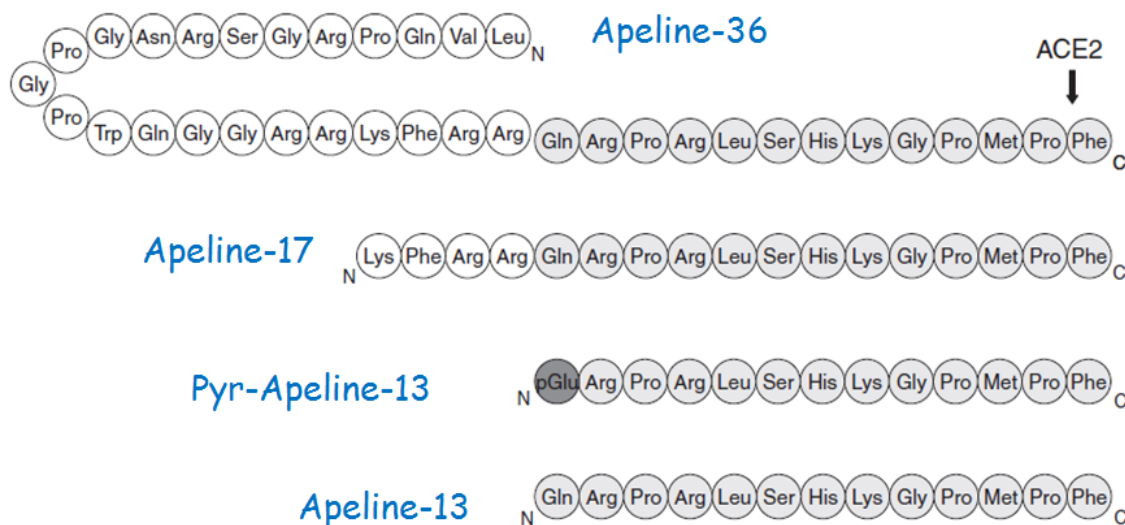 Gly Asn Arg Ser Gly Arg Pro Gln Val Leu N Apeline-36
Pro
Gly
Pro
ACE2
Trp Gln Gly Gly Arg Arg Lys Phe Arg Arg Gln Arg Pro Arg Leu Ser His Lys Gly Pro Met Pro Phe C
Apeline-17 N Lys Phe Arg Arg Gln Arg Pro Arg Leu Ser His Lys Gly Pro Met Pro Phe C
Pyr-Apeline-13 N pGlu Arg Pro Arg Leu Ser His Lys Gly Pro Met Pro Phe C
Apeline-13 N Gln Arg Pro Arg Leu Ser His Lys Gly Pro Met Pro Phe C